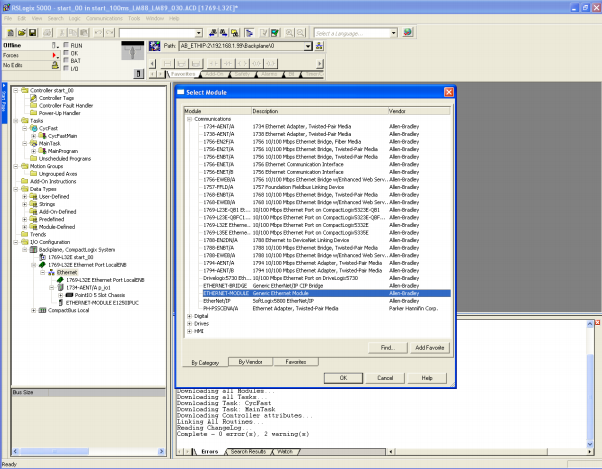 RSLogix 5000 - start_00 in start_100me_LM88_LM89_030.ACD [1769-L32E]*
File Edit View Search Logic Communications Tools Window Help
Select a Language...
Offline
RUN
Path: AB_ETHIP-2\192.168.1.99\Backplane\0
Forces
OK
No Edits
BAT
I/O
Favorites Add-On Safety Alarms Bit
Start Page
Controller start_00
Controller Tags
Controller Fault Handler
Power-Up Handler
Tasks
CycFast
CycFastMain
MainTask
MainProgram
Unscheduled Programs
Motion Groups
Ungrouped Axes
Add-On Instructions
Data Types
User-Defined
Strings
Add-On-Defined
Predefined
Module-Defined
Trends
I/O Configuration
Backplane, CompactLogix System
1769-L32E start_00
1769-L32E Ethernet Port LocalENB
Ethernet
1769-L32E Ethernet Port LocalENB
1734-AENT/A p_io1
PointIO 5 Slot Chassis
CompactBus Local
Bus Size
Select Module
Module Description Vendor
Communications
1734-AENT/A 1734 Ethernet Adapter, Twisted-Pair Media Allen-Bradley
1738-AENT/A 1738 Ethernet Adapter, Twisted-Pair Media Allen-Bradley
1756-EN2F/A 1756 10/100 Mbps Ethernet Bridge, Fiber Media Allen-Bradley
1756-EN2T/A 1756 10/100 Mbps Ethernet Bridge, Twisted-Pair Media Allen-Bradley
1756-ENBT/A 1756 10/100 Mbps Ethernet Bridge, Twisted-Pair Media Allen-Bradley
1756-ENET/A 1756 Ethernet Communication Interface Allen-Bradley
1756-ENET/B 1756 Ethernet Communication Interface Allen-Bradley
1756-EWEB/A 1756 10/100 Mbps Ethernet Bridge w/Enhanced Web Serv... Allen-Bradley
1757-FFLD/A 1757 Foundation Fieldbus Linking Device Allen-Bradley
1768-ENBT/A 1768 10/100 Mbps Ethernet Bridge, Twisted-Pair Media Allen-Bradley
1768-EWEB/A 1768 10/100 Mbps Ethernet Bridge w/Enhanced Web Serv... Allen-Bradley
1769-L23E-QB1 Et... 10/100 Mbps Ethernet Port on CompactLogix5323E-QB1 Allen-Bradley
1769-L23E-QBFC1... 10/100 Mbps Ethernet Port on CompactLogix5323E-QBFC1 Allen-Bradley
1769-L32E Etherne... 10/100 Mbps Ethernet Port on CompactLogix5332E Allen-Bradley
1769-L35E Etherne... 10/100 Mbps Ethernet Port on CompactLogix5335E Allen-Bradley
1788-EN2DN/A 1788 Ethernet to DeviceNet Linking Device Allen-Bradley
1788-ENBT/A 1788 10/100 Mbps Ethernet Bridge, Twisted-Pair Media Allen-Bradley
1788-EWEB/A 1788 10/100 Mbps Ethernet Bridge w/Enhanced Web Serv... Allen-Bradley
1794-AENT/A 1794 10/100 Mbps Ethernet Adapter, Twisted-Pair Media Allen-Bradley
1794-AENT/B 1794 10/100 Mbps Ethernet Adapter, Twisted-Pair Media Allen-Bradley
DriveLogix5730 Eth... 10/100 Mbps Ethernet Port on DriveLogix5730 Allen-Bradley
ETHERNET-BRIDGE Generic EtherNet/IP CIP Bridge Allen-Bradley
ETHERNET-MODULE Generic Ethernet Module Allen-Bradley
EtherNet/IP SoftLogix5800 EtherNet/IP Allen-Bradley
PH-PSSCENA/A Ethernet Adapter, Twisted-Pair Media Parker Hannifin Corp.
Digital
Drives
HMI
Find... Add Favorite
By Category By Vendor Favorites
OK Cancel Help
Downloading all Modules...
Downloading all Tasks...
Downloading Task: CycFast
Downloading Task: MainTask
Downloading Controller attributes...
Linking All Routines...
Reading ChangeLog...
Complete - 0 error(s), 2 warning(s)
Errors Search Results Watch
Ready